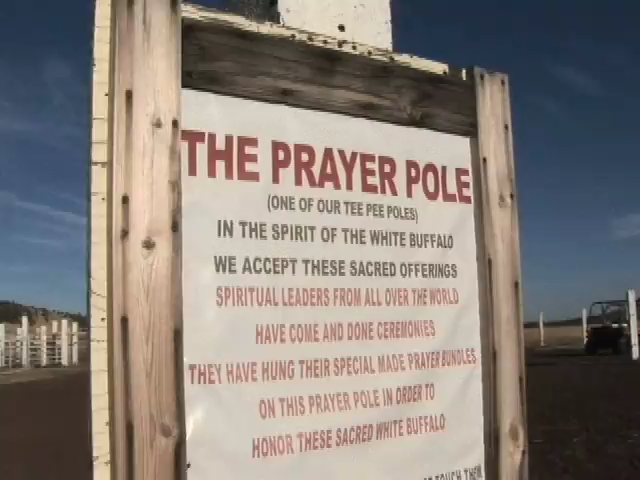 THE PRAYER POLE
(ONE OF OUR TEE PEE POLES)
IN THE SPIRIT OF THE WHITE BUFFALO
WE ACCEPT THESE SACRED OFFERINGS
SPIRITUAL LEADERS FROM ALL OVER THE WORLD
HAVE COME AND DONE CEREMONIES
THEY HAVE HUNG THEIR SPECIAL MADE PRAYER BUNDLES
ON THIS PRAYER POLE IN ORDER TO
HONOR THESE SACRED WHITE BUFFALO
TOUCH THEM